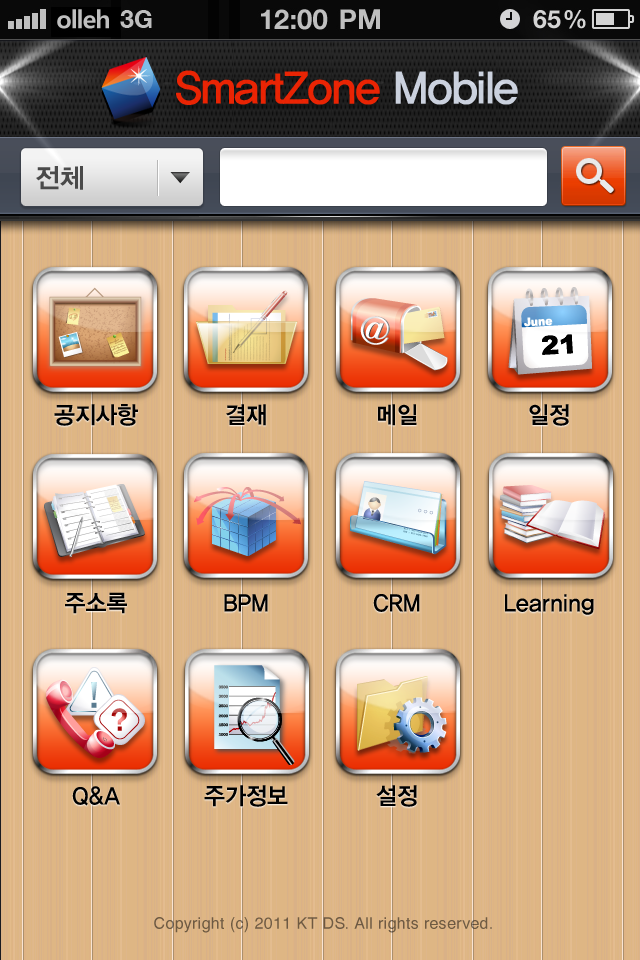 olleh 3G 12:00 PM 65%
SmartZone Mobile
전체
@
June
21
공지사항 결재 메일 일정
주소록 BPM CRM Learning
! ?
Q&A 주가정보 설정
Copyright (c) 2011 KT DS. All rights reserved.